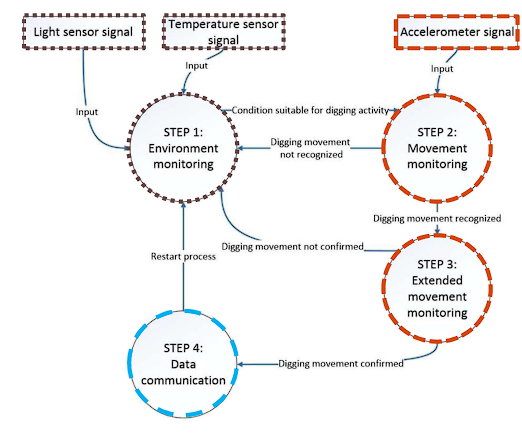 Light sensor signal
Temperature sensor
signal
Accelerometer signal
Input
Input
Input
Condition suitable for digging activity
STEP 1:
Environment
monitoring
Digging movement
not recognized
STEP 2:
Movement
monitoring
Digging movement recognized
Digging movement not confirmed
Restart process
STEP 3:
Extended
movement
monitoring
STEP 4:
Data
communication
Digging movement confirmed